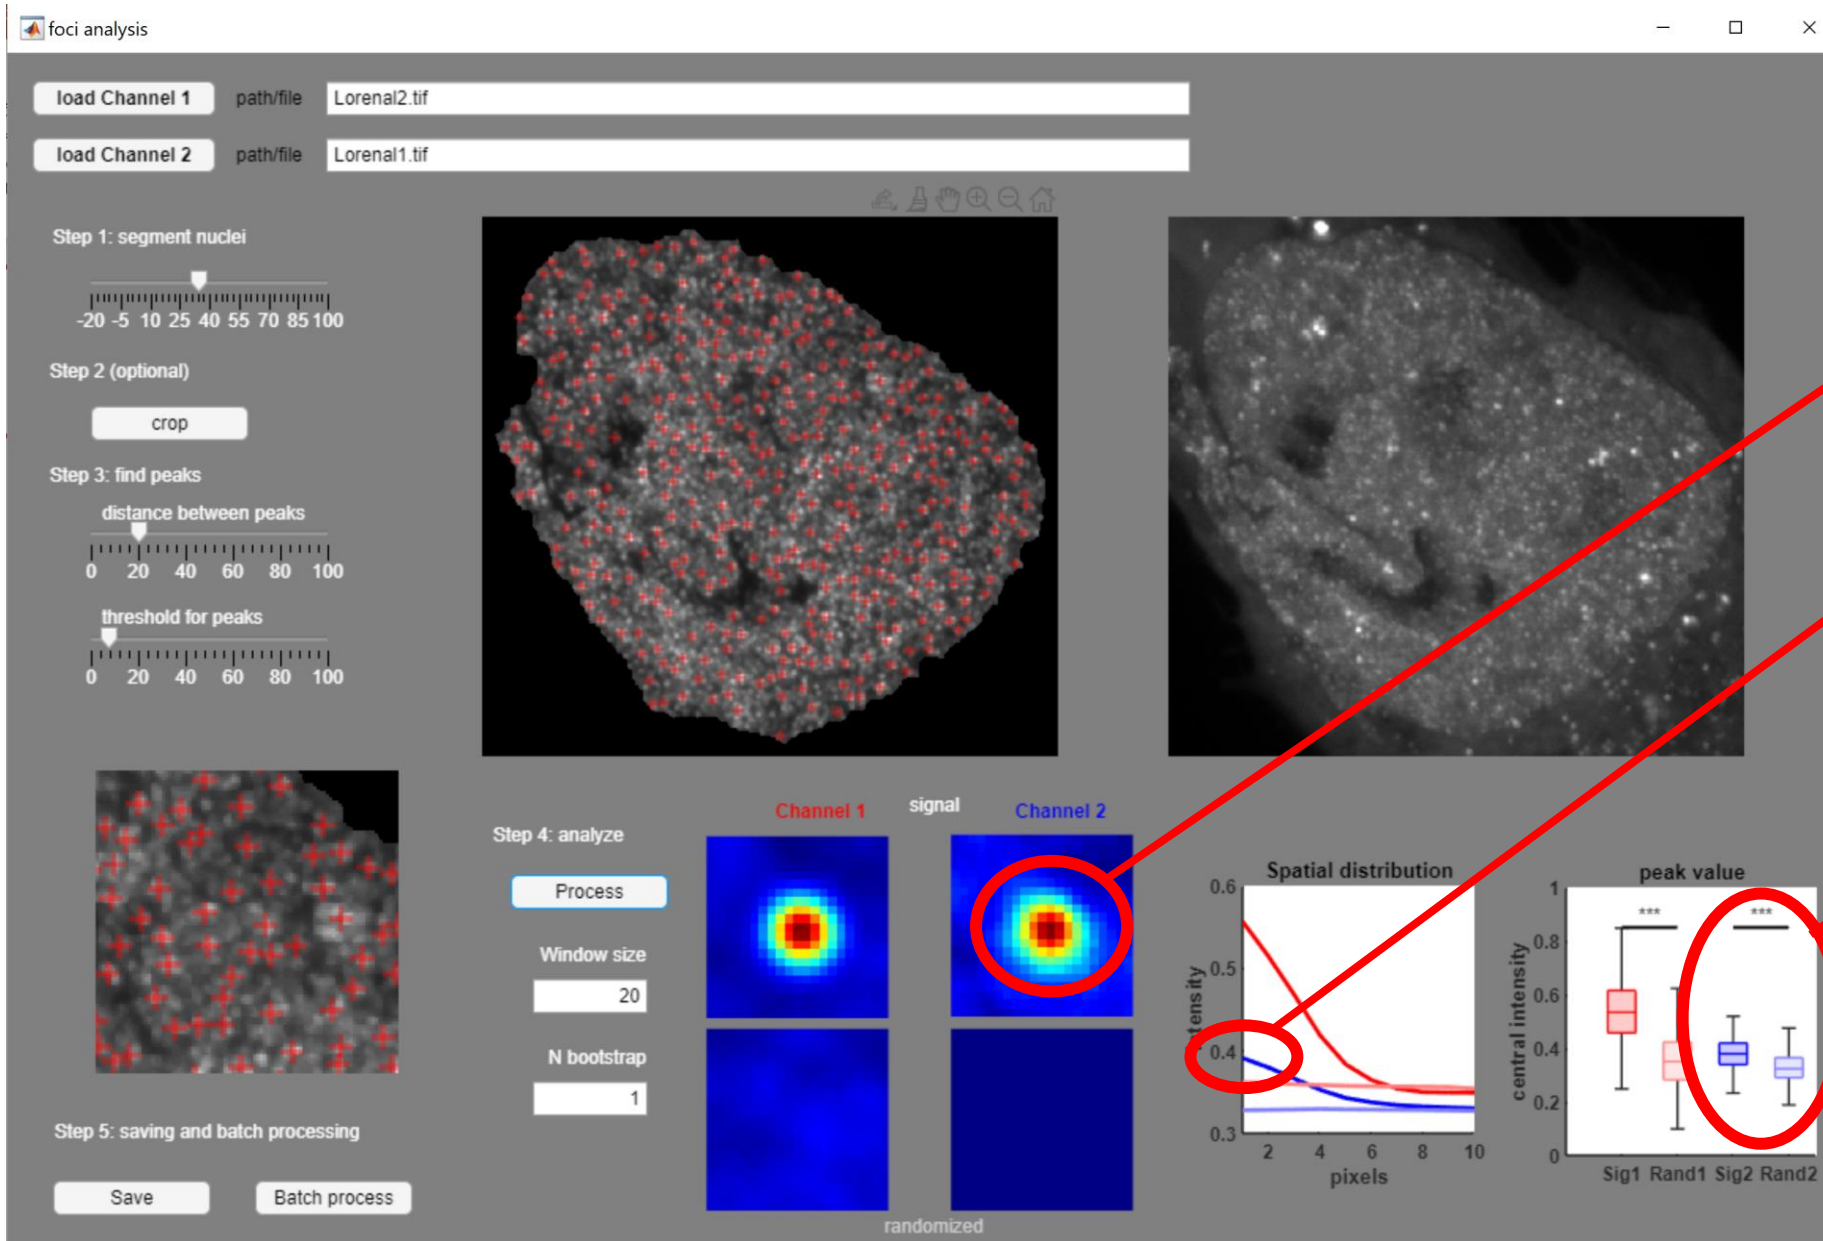 foci analysis
load Channel 1 path/file Lorenal2.tif
load Channel 2 path/file Lorenal1.tif
Step 1: segment nuclei
-20 -5 10 25 40 55 70 85 100
Step 2 (optional)
crop
Step 3: find peaks
distance between peaks
0 20 40 60 80 100
threshold for peaks
0 20 40 60 80 100
Step 4: analyze
Process
Window size
20
N bootstrap
1
Channel 1 signal Channel 2
randomized
Spatial distribution
0.6
0.5
0.4
0.3
2 4 6 8 10
pixels
peak value
*** ***
central intensity
1
0.8
0.6
0.4
0.2
0
Sig1 Rand1 Sig2 Rand2
Step 5: saving and batch processing
Save Batch process